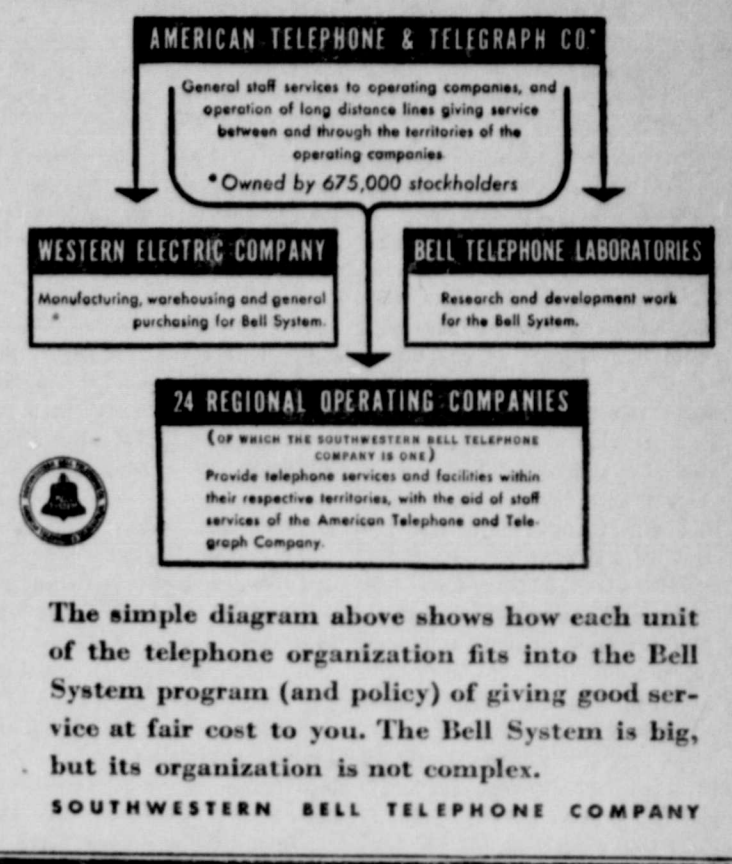 AMERICAN TELEPHONE & TELEGRAPH CO.*
General staff services to operating companies, and
operation of long distance lines giving service
between and through the territories of the
operating companies
*Owned by 675,000 stockholders
WESTERN ELECTRIC COMPANY
Manufacturing, warehousing and general
purchasing for Bell System.
BELL TELEPHONE LABORATORIES
Research and development work
for the Bell System.
24 REGIONAL OPERATING COMPANIES
(OF WHICH THE SOUTHWESTERN BELL TELEPHONE
COMPANY IS ONE)
Provide telephone services and facilities within
their respective territories, with the aid of staff
services of the American Telephone and Tele-
graph Company.
The simple diagram above shows how each unit
of the telephone organization fits into the Bell
System program (and policy) of giving good ser-
vice at fair cost to you. The Bell System is big,
but its organization is not complex.
SOUTHWESTERN BELL TELEPHONE COMPANY